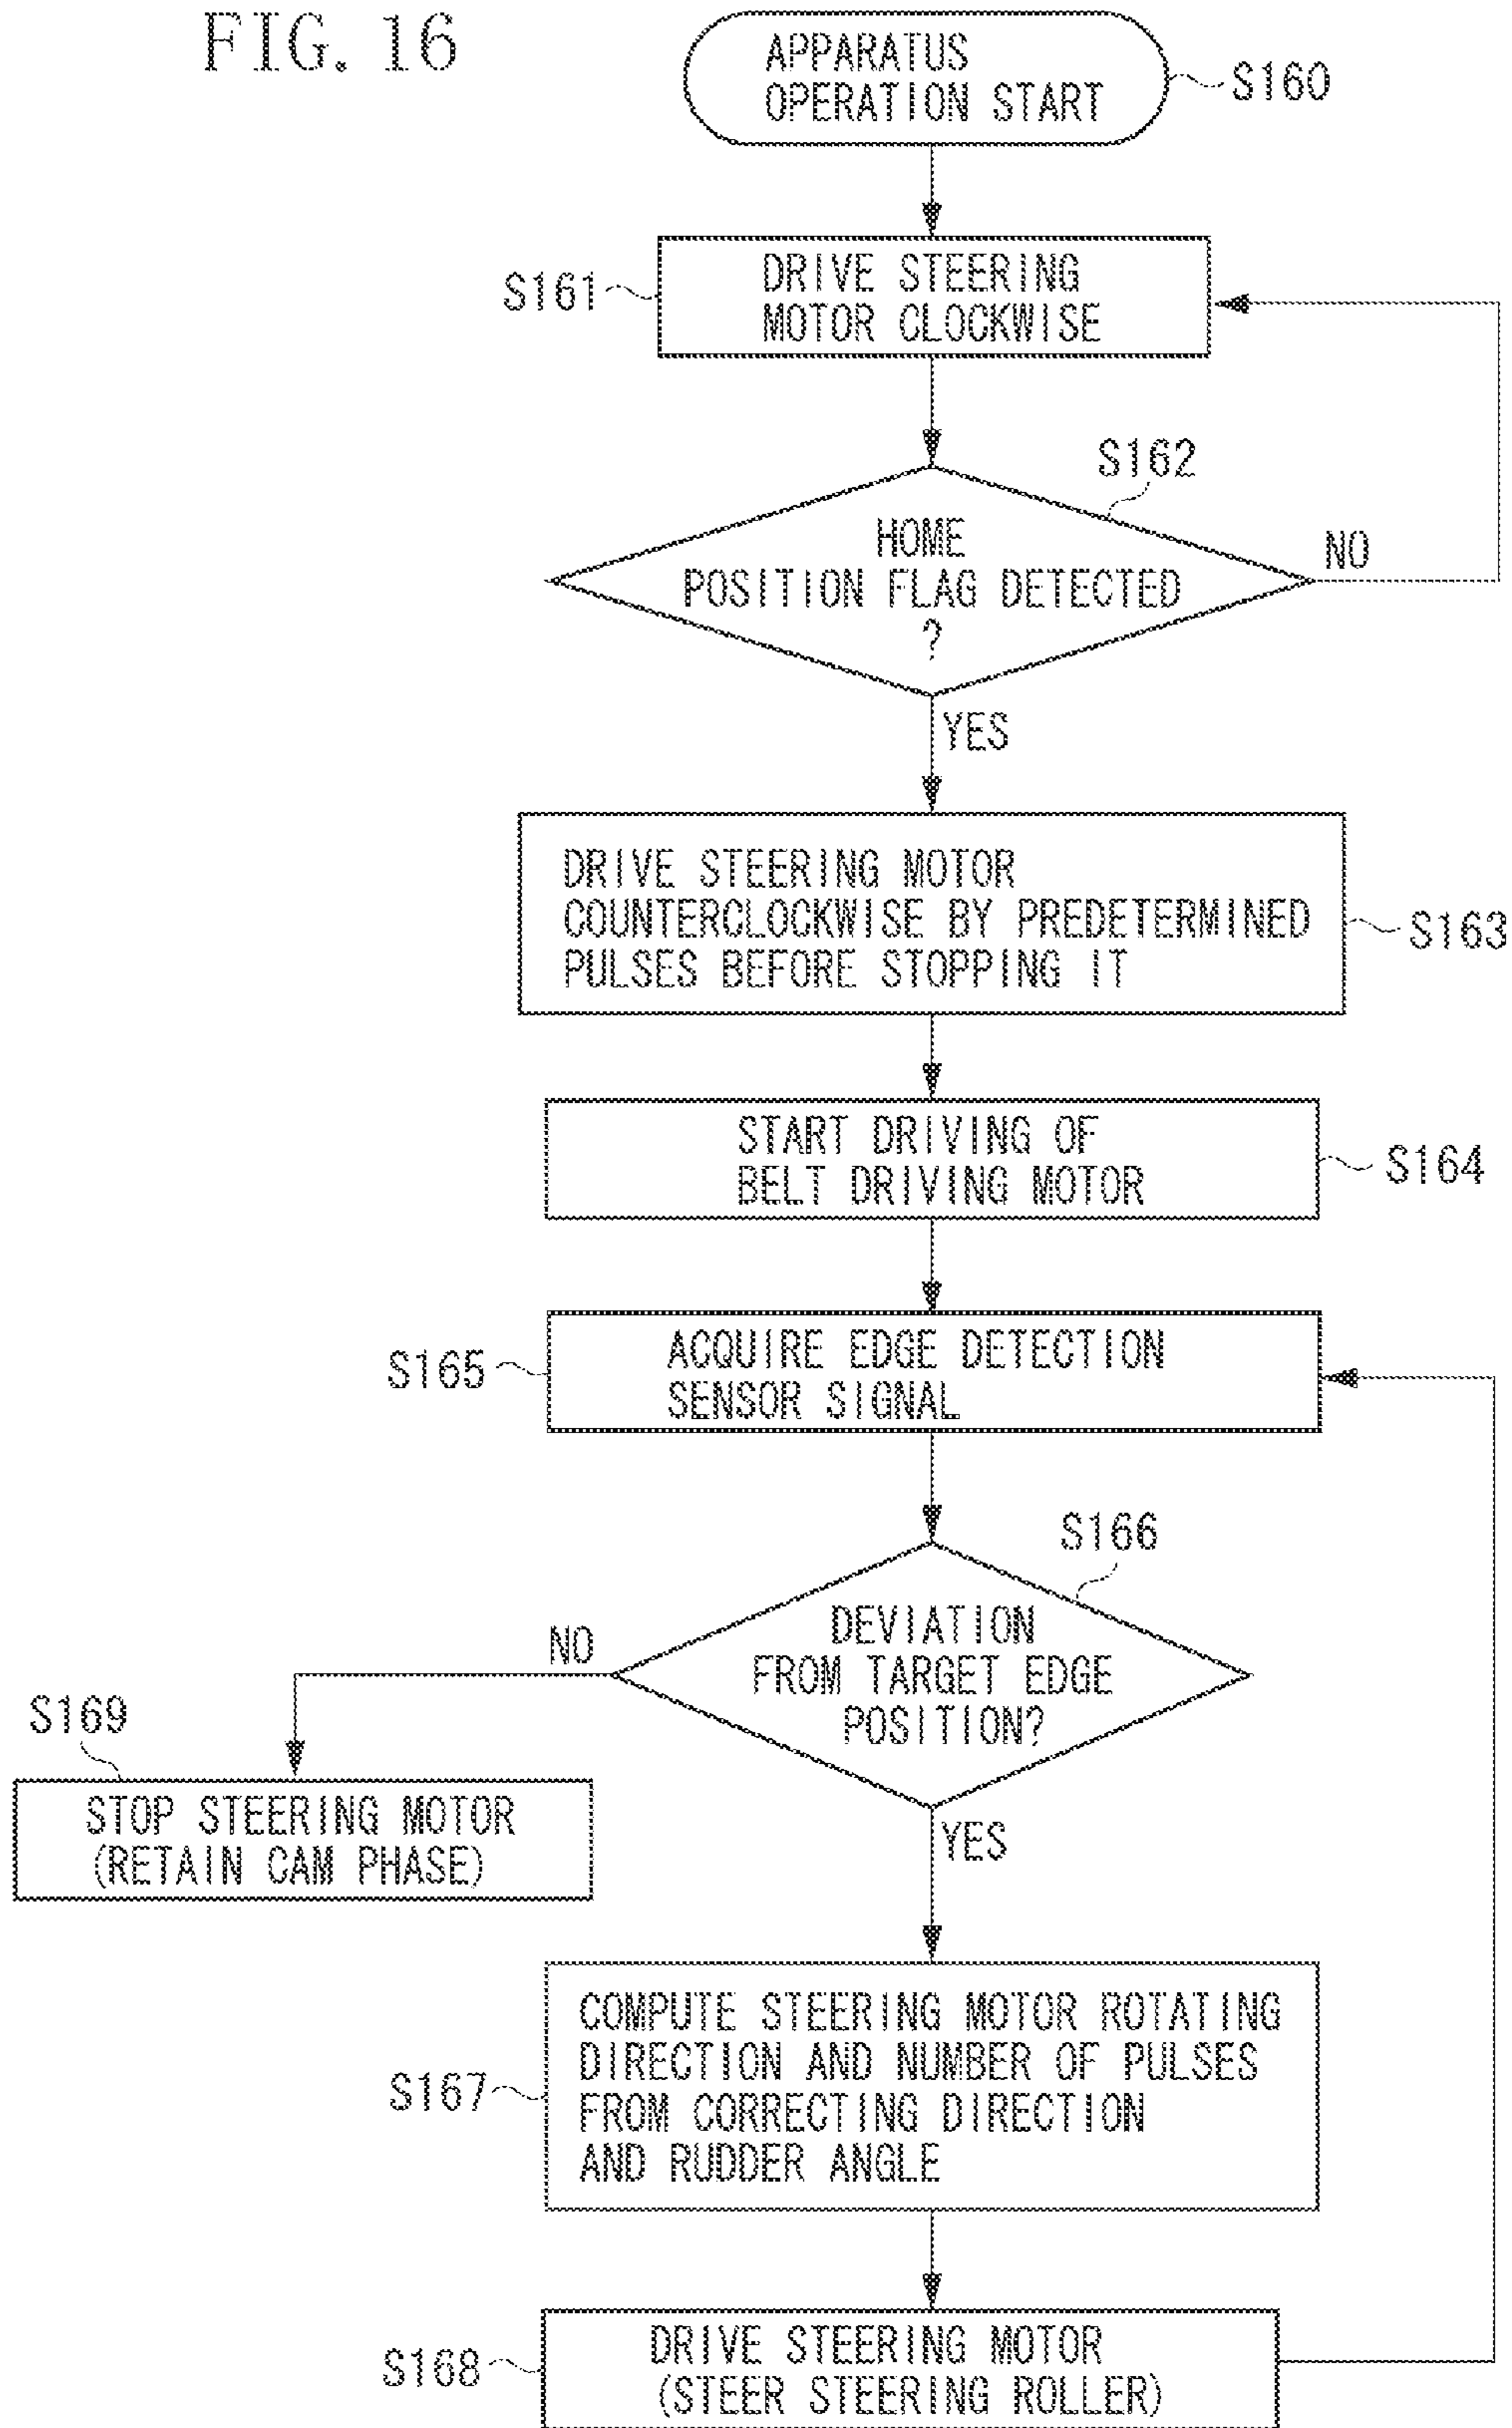 FIG. 16
APPARATUS
OPERATION START
S160
S161
DRIVE STEERING
MOTOR CLOCKWISE
S162
HOME
POSITION FLAG DETECTED
?
NO
YES
DRIVE STEERING MOTOR
COUNTERCLOCKWISE BY PREDETERMINED
PULSES BEFORE STOPPING IT
S163
START DRIVING OF
BELT DRIVING MOTOR
S164
S165
ACQUIRE EDGE DETECTION
SENSOR SIGNAL
S166
DEVIATION
FROM TARGET EDGE
POSITION?
NO
S169
STOP STEERING MOTOR
(RETAIN CAM PHASE)
YES
COMPUTE STEERING MOTOR ROTATING
DIRECTION AND NUMBER OF PULSES
FROM CORRECTING DIRECTION
AND RUDDER ANGLE
S167
S168
DRIVE STEERING MOTOR
(STEER STEERING ROLLER)